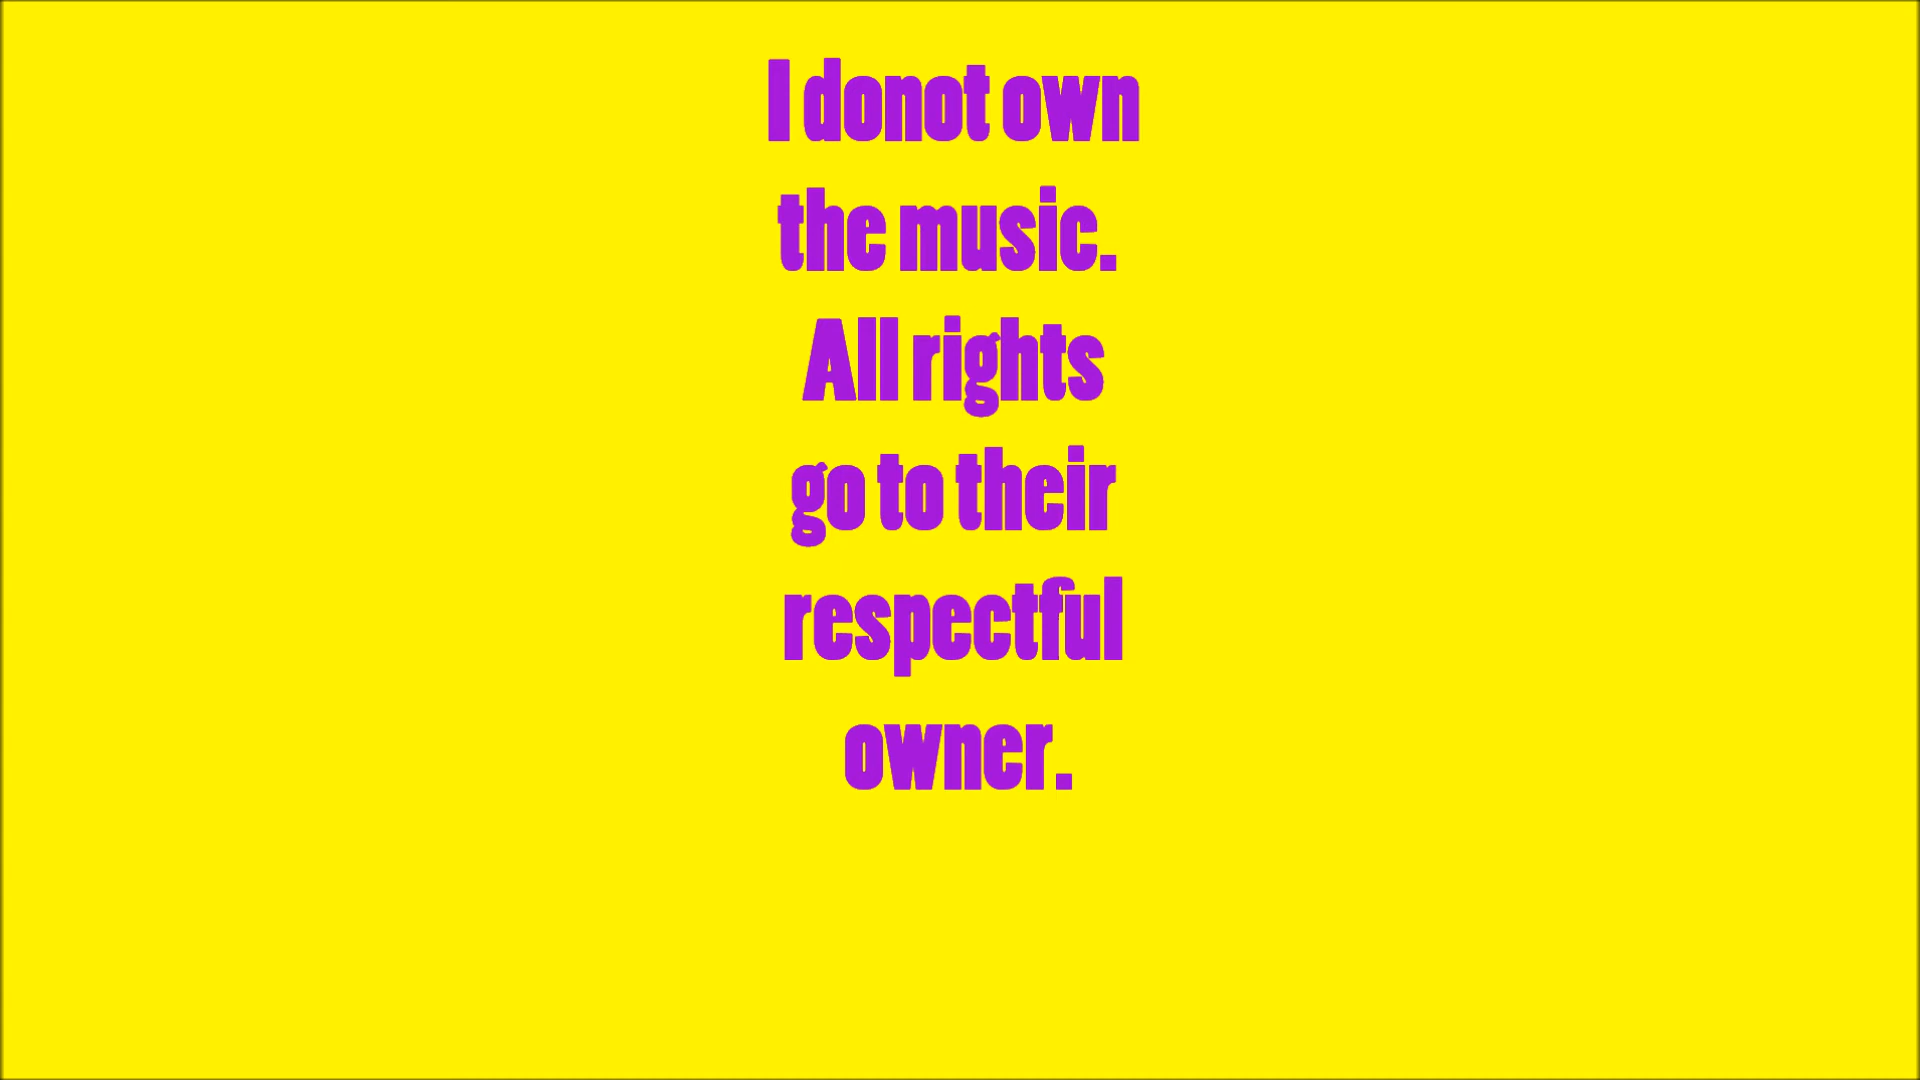 I donot own
the music.
All rights
go to their
respectful
owner.